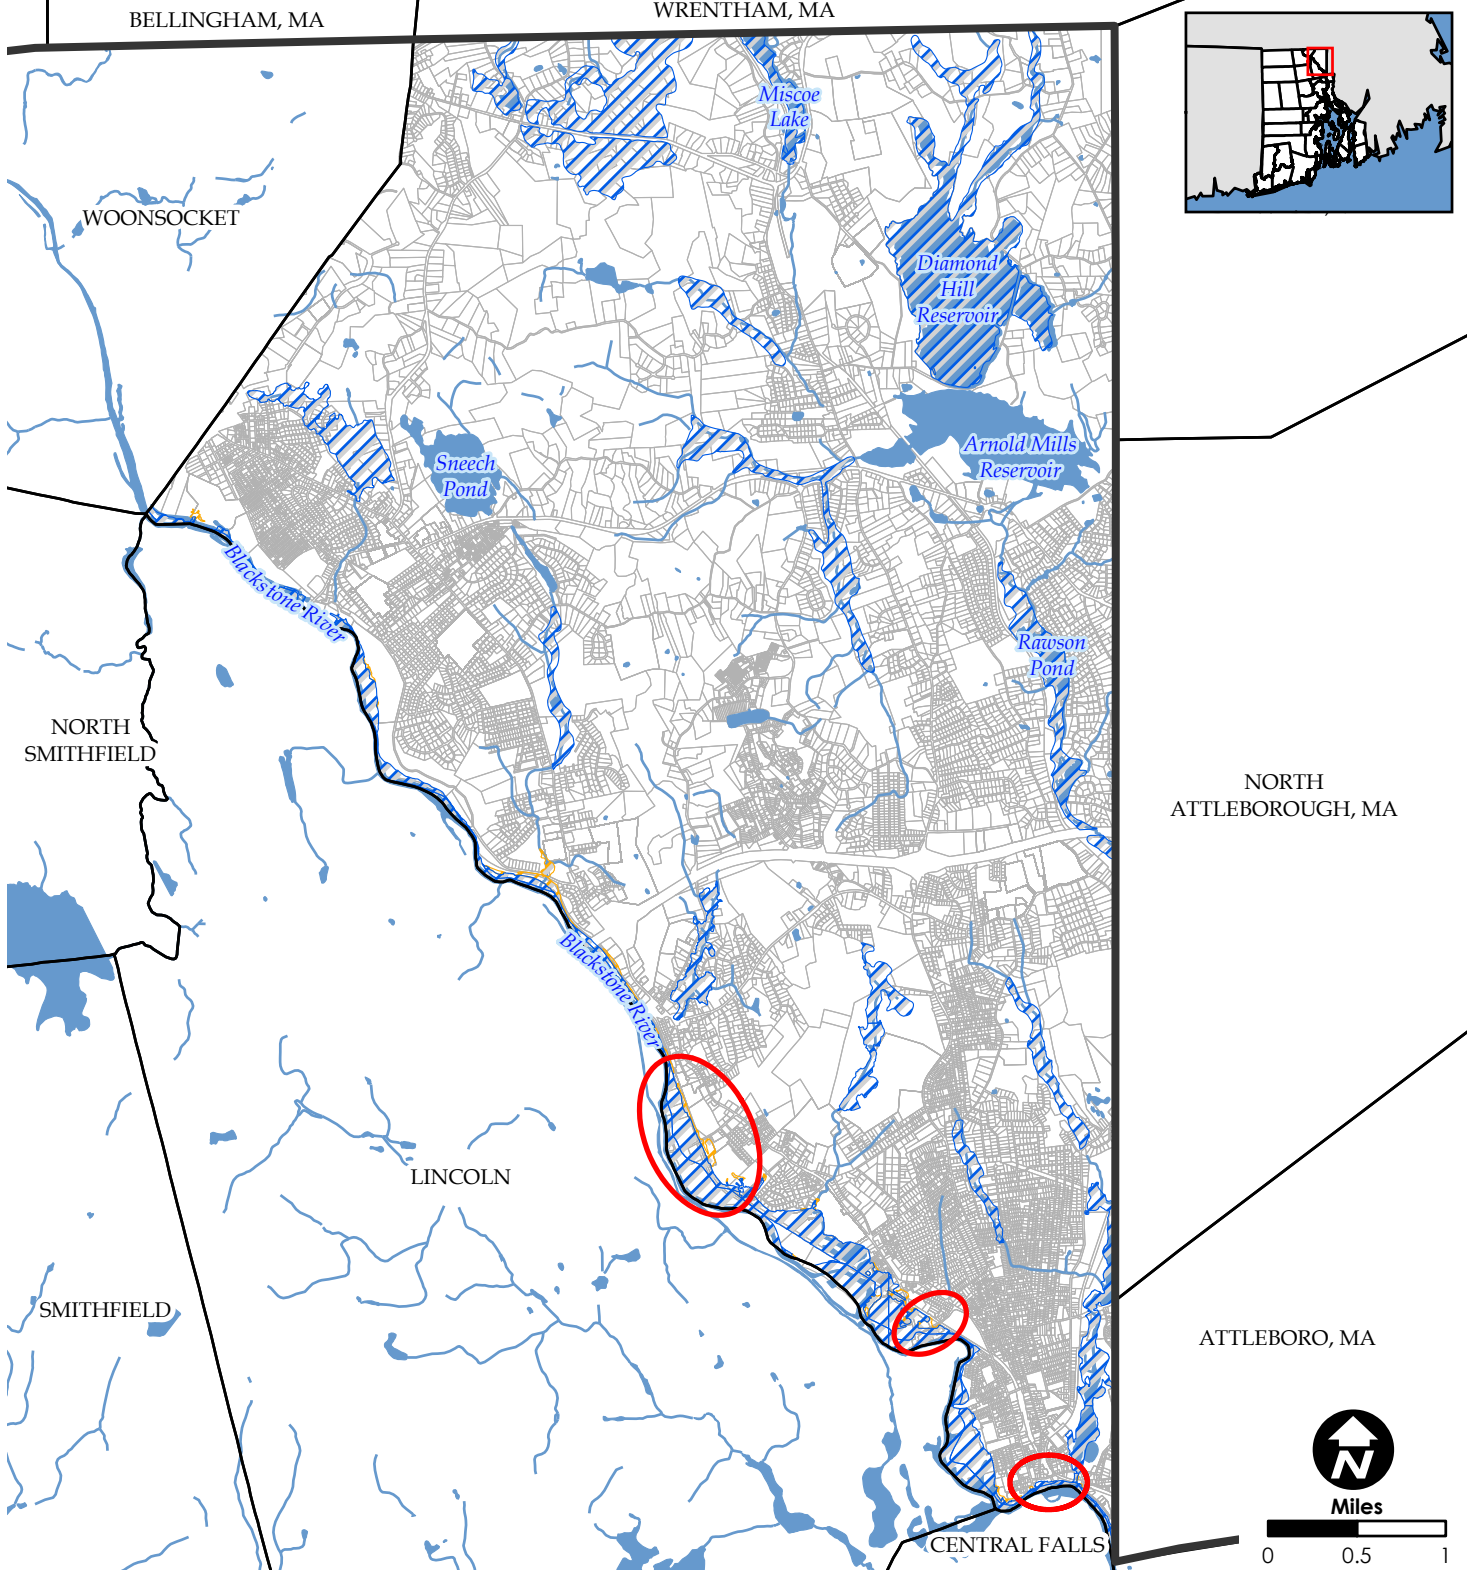 BELLINGHAM, MA
WRENTHAM, MA
Miscoe
Lake
WOONSOCKET
Diamond
Hill
Reservoir
Sneech
Pond
Arnold Mills
Reservoir
Blackstone River
Rawson
Pond
NORTH
SMITHFIELD
NORTH
ATTLEBOROUGH, MA
Blackstone River
LINCOLN
SMITHFIELD
ATTLEBORO, MA
N
Miles
CENTRAL FALLS
0 0.5 1